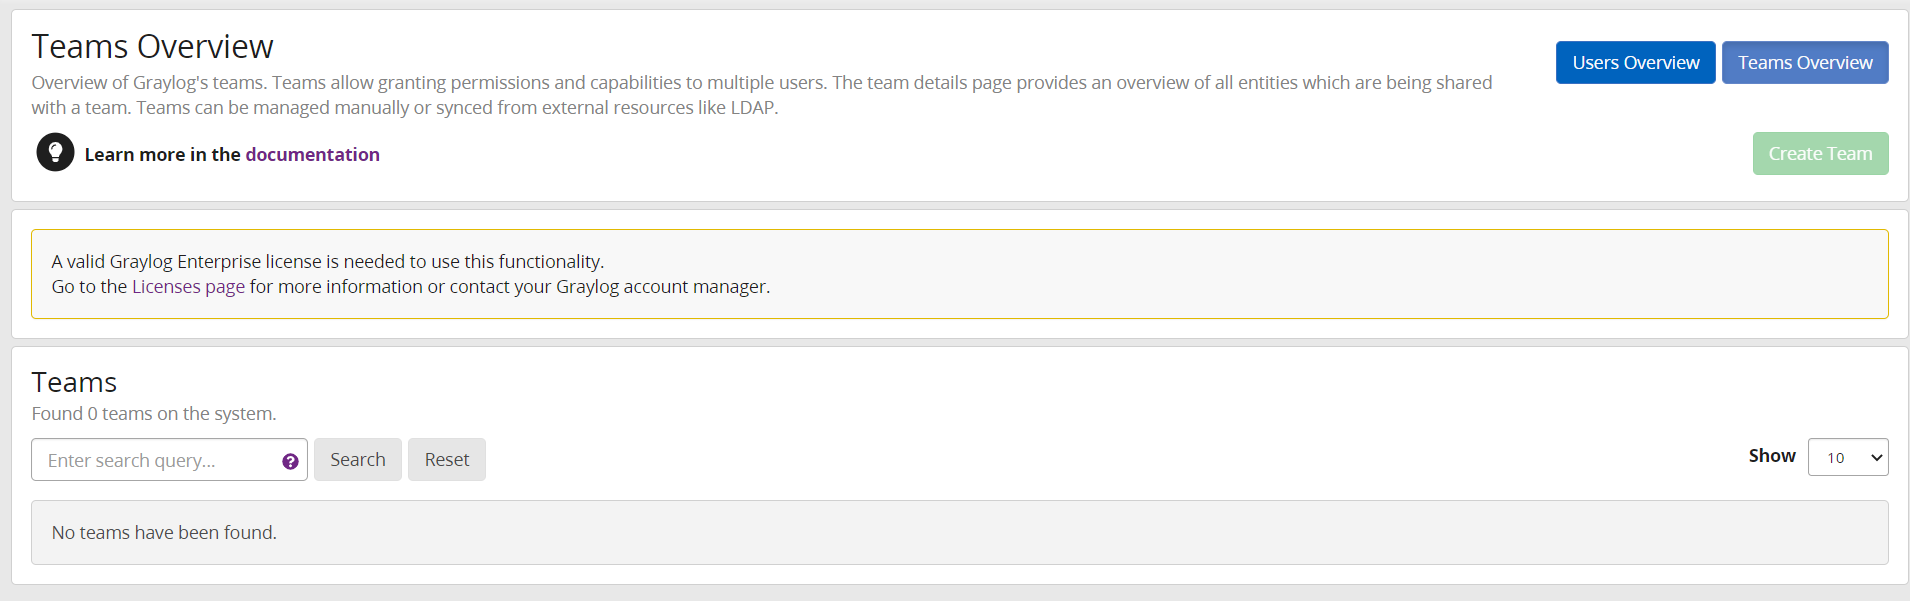 Teams Overview
Users Overview
Teams Overview
Overview of Graylog's teams. Teams allow granting permissions and capabilities to multiple users. The team details page provides an overview of all entities which are being shared
with a team. Teams can be managed manually or synced from external resources like LDAP.
Learn more in the documentation
Create Team
A valid Graylog Enterprise license is needed to use this functionality.
Go to the Licenses page for more information or contact your Graylog account manager.
Teams
Found 0 teams on the system.
Enter search query...
?
Search
Reset
Show
10
No teams have been found.